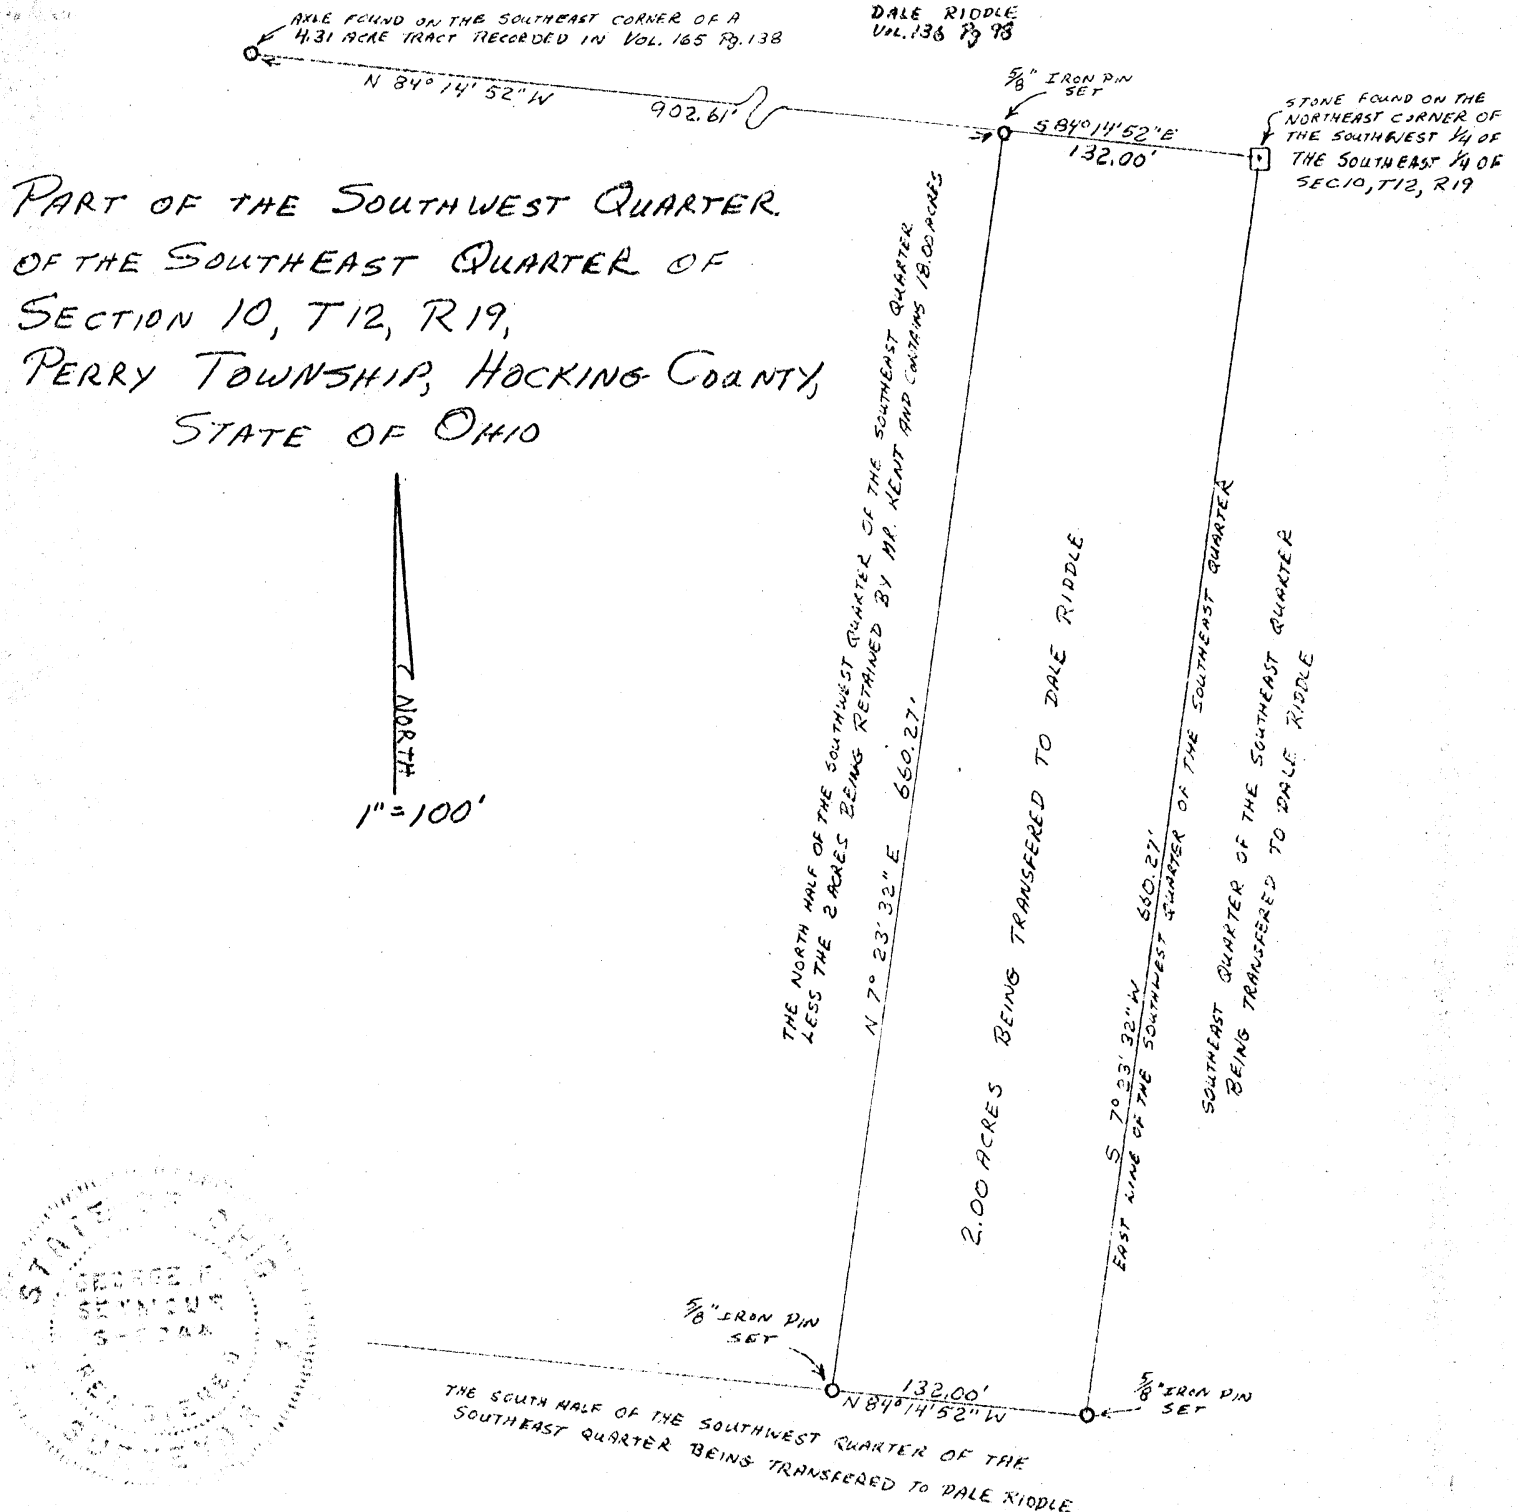 AXLE FOUND ON THE SOUTHEAST CORNER OF A
4.31 ACRE TRACT RECORDED IN VOL. 165 Pg. 138
DALE RIDDLE
VOL. 136 Pg 98
N 84° 14' 52" W
902.61'
5/8" IRON PIN
SET
S 84° 14' 52" E
132.00'
STONE FOUND ON THE
NORTHEAST CORNER OF
THE SOUTHWEST 1/4 OF
THE SOUTHEAST 1/4 OF
SEC 10, T12, R19
PART OF THE SOUTHWEST QUARTER
OF THE SOUTHEAST QUARTER OF
SECTION 10, T12, R19,
PERRY TOWNSHIP, HOCKING COUNTY,
STATE OF OHIO
NORTH
1"=100'
THE NORTH HALF OF THE SOUTHWEST QUARTER OF THE SOUTHEAST QUARTER
LESS THE 2 ACRES BEING RETAINED BY MR. KENT AND CONTAINS 18.00 ACRES
N 7° 23' 32" E 660.27'
2.00 ACRES BEING TRANSFERED TO DALE RIDDLE
S 7° 23' 32" W 660.27'
EAST LINE OF THE SOUTHWEST QUARTER OF THE SOUTHEAST QUARTER
SOUTHEAST QUARTER OF THE SOUTHEAST QUARTER
BEING TRANSFERED TO DALE RIDDLE
5/8" IRON PIN
SET
132.00'
N 84° 14' 52" W
5/8" IRON PIN
SET
THE SOUTH HALF OF THE SOUTHWEST QUARTER OF THE
SOUTHEAST QUARTER BEING TRANSFERED TO DALE RIDDLE
STATE OF OHIO
GEORGE F.
SEYMOUR
REGISTERED
SURVEYOR